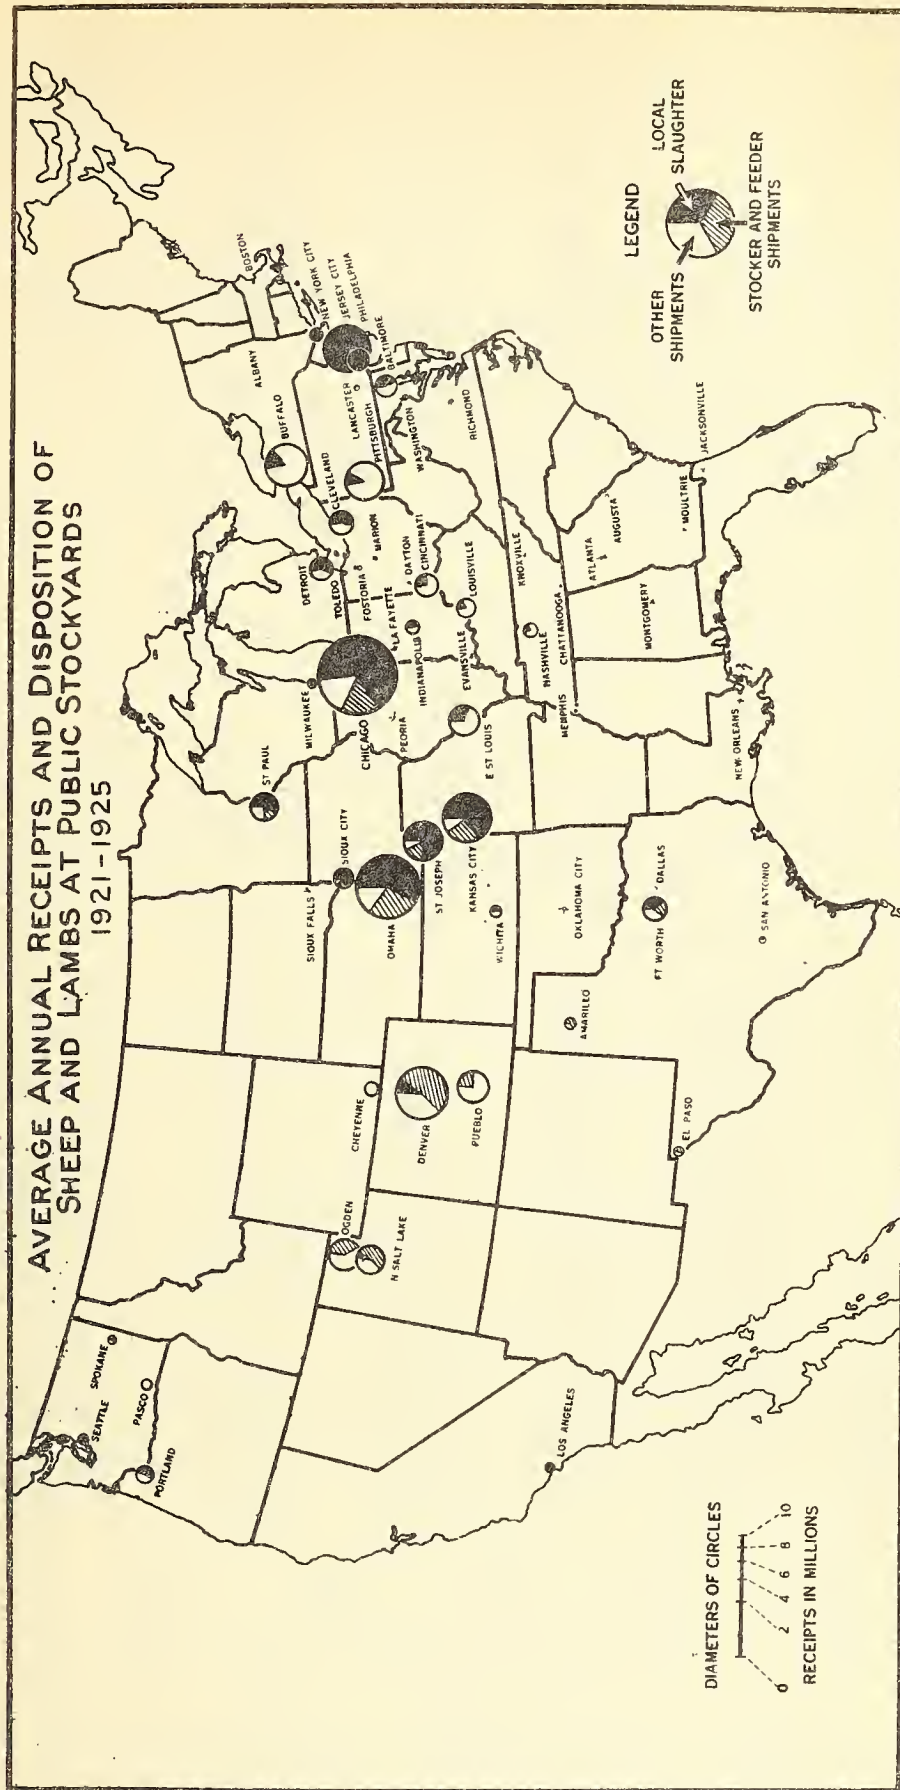 AVERAGE ANNUAL RECEIPTS AND DISPOSITION OF
SHEEP AND LAMBS AT PUBLIC STOCKYARDS
1921-1925
SEATTLE
SPOKANE
PASCO
PORTLAND
LOS ANGELES
OGDEN
N SALT LAKE
CHEYENNE
DENVER
PUEBLO
EL PASO
AMARILLO
SIOUX FALLS
SIOUX CITY
OMAHA
ST JOSEPH
KANSAS CITY
WICHITA
OKLAHOMA CITY
FT WORTH
DALLAS
SAN ANTONIO
ST PAUL
MILWAUKEE
CHICAGO
PEORIA
E ST LOUIS
LA FAYETTE
INDIANAPOLIS
EVANSVILLE
DETROIT
TOLEDO
FOSTORIA
MARION
DAYTON
CINCINNATI
LOUISVILLE
CLEVELAND
BUFFALO
ALBANY
BOSTON
NEW YORK CITY
JERSEY CITY
PHILADELPHIA
BALTIMORE
LANCASTER
PITTSBURGH
WASHINGTON
RICHMOND
KNOXVILLE
NASHVILLE
CHATTANOOGA
MEMPHIS
ATLANTA
AUGUSTA
MONTGOMERY
MOULTRIE
JACKSONVILLE
NEW ORLEANS
LEGEND
OTHER
SHIPMENTS
LOCAL
SLAUGHTER
STOCKER AND FEEDER
SHIPMENTS
DIAMETERS OF CIRCLES
0 2 4 6 8 10
RECEIPTS IN MILLIONS